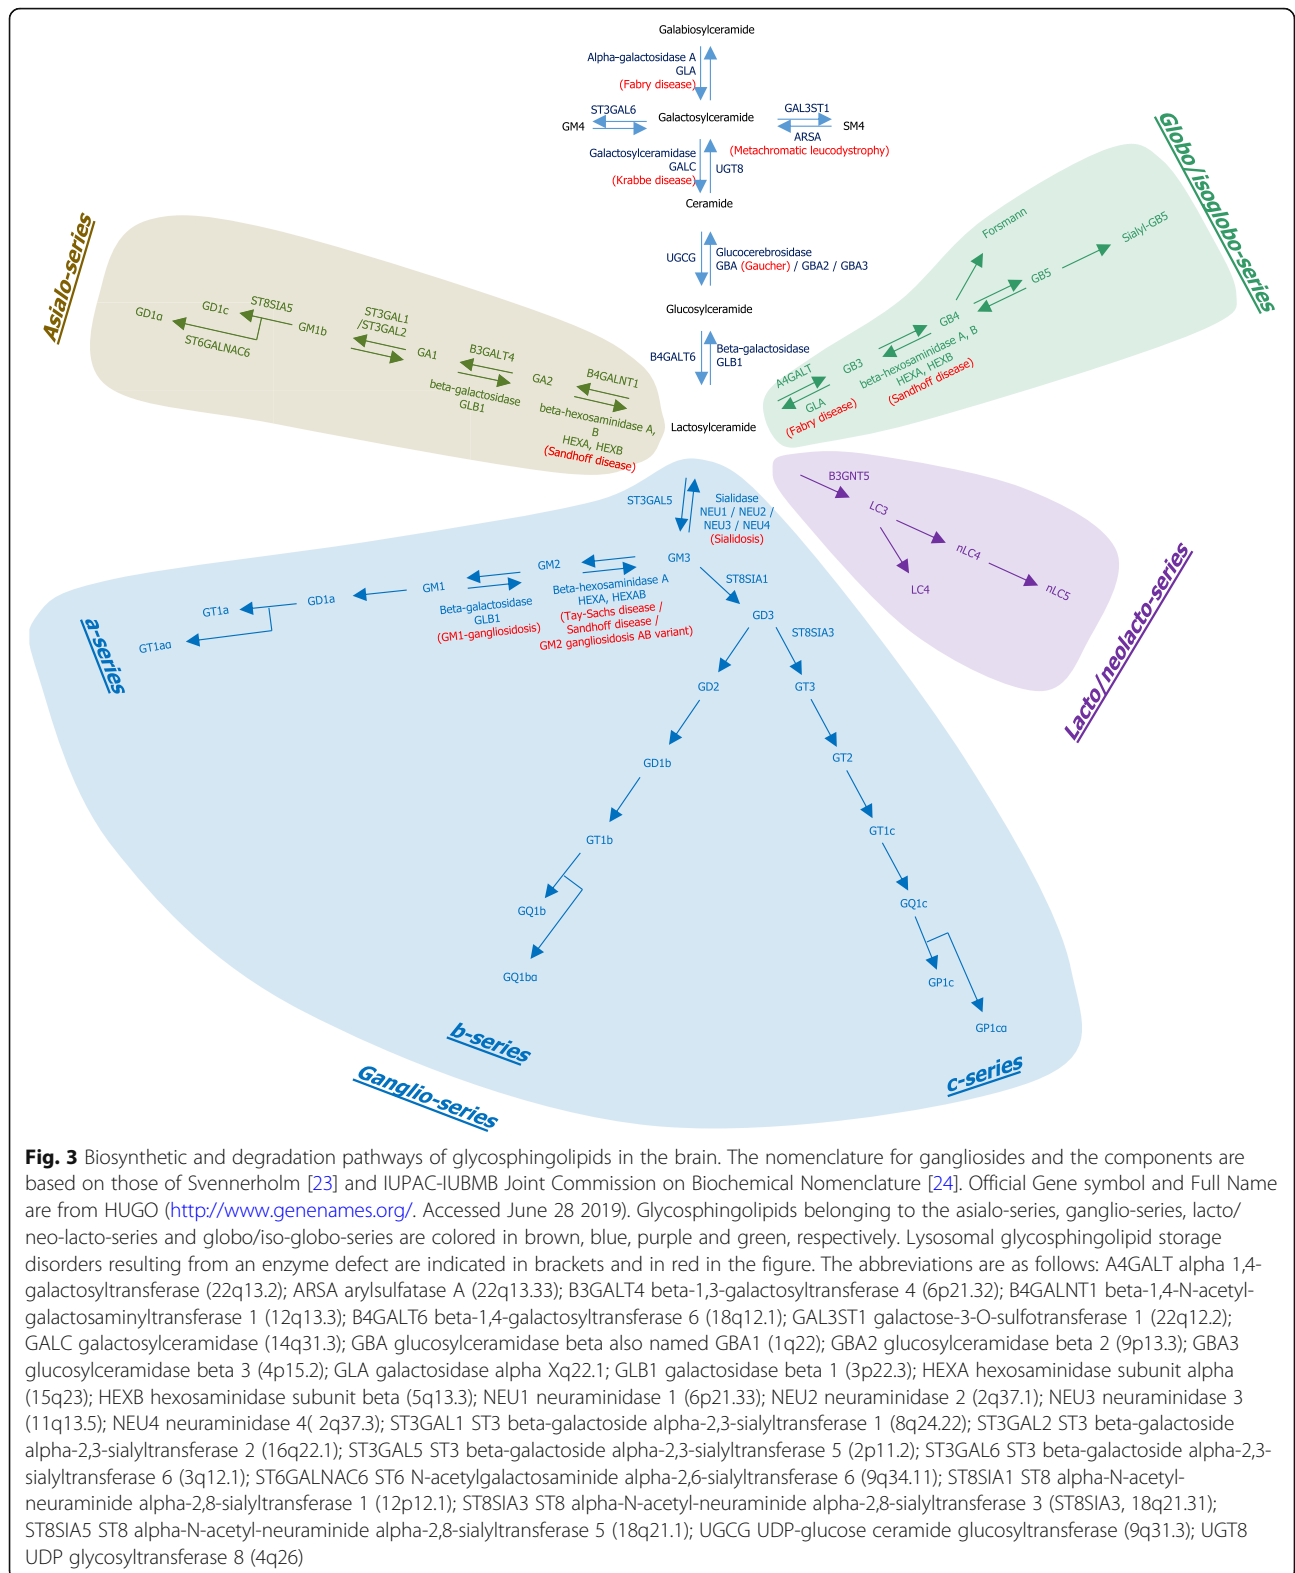 Galabiosylceramide
Alpha-galactosidase A
GLA
(Fabry disease)
ST3GAL6
GM4
Galactosylceramide
GAL3ST1
ARSA
SM4
(Metachromatic leucodystrophy)
Galactosylceramidase
GALC
(Krabbe disease)
UGT8
Ceramide
UGCG
Glucocerebrosidase
GBA (Gaucher) / GBA2 / GBA3
Glucosylceramide
B4GALT6
Beta-galactosidase
GLB1
Lactosylceramide
Asialo-series
GD1α
GD1c
ST8SIA5
ST6GALNAC6
GM1b
ST3GAL1
/ST3GAL2
GA1
B3GALT4
beta-galactosidase
GLB1
GA2
B4GALNT1
beta-hexosaminidase A,
B
HEXA, HEXB
(Sandhoff disease)
Globo/isoglobo-series
Forsmann
Sialyl-GB5
GB5
GB4
beta-hexosaminidase A, B
HEXA, HEXB
(Sandhoff disease)
GB3
A4GALT
GLA
(Fabry disease)
B3GNT5
LC3
nLC4
LC4
nLC5
Lacto/neolacto-series
ST3GAL5
Sialidase
NEU1 / NEU2 /
NEU3 / NEU4
(Sialidosis)
GM3
GM2
Beta-hexosaminidase A
HEXA, HEXAB
(Tay-Sachs disease /
Sandhoff disease /
GM2 gangliosidosis AB variant)
GM1
Beta-galactosidase
GLB1
(GM1-gangliosidosis)
GD1a
GT1a
GT1aα
a-series
ST8SIA1
GD3
ST8SIA3
GD2
GT3
GD1b
GT2
GT1b
GT1c
GQ1b
GQ1c
GQ1bα
GP1c
GP1cα
b-series
c-series
Ganglio-series
Fig. 3 Biosynthetic and degradation pathways of glycosphingolipids in the brain. The nomenclature for gangliosides and the components are
based on those of Svennerholm [23] and IUPAC-IUBMB Joint Commission on Biochemical Nomenclature [24]. Official Gene symbol and Full Name
are from HUGO (http://www.genenames.org/. Accessed June 28 2019). Glycosphingolipids belonging to the asialo-series, ganglio-series, lacto/
neo-lacto-series and globo/iso-globo-series are colored in brown, blue, purple and green, respectively. Lysosomal glycosphingolipid storage
disorders resulting from an enzyme defect are indicated in brackets and in red in the figure. The abbreviations are as follows: A4GALT alpha 1,4-
galactosyltransferase (22q13.2); ARSA arylsulfatase A (22q13.33); B3GALT4 beta-1,3-galactosyltransferase 4 (6p21.32); B4GALNT1 beta-1,4-N-acetyl-
galactosaminyltransferase 1 (12q13.3); B4GALT6 beta-1,4-galactosyltransferase 6 (18q12.1); GAL3ST1 galactose-3-O-sulfotransferase 1 (22q12.2);
GALC galactosylceramidase (14q31.3); GBA glucosylceramidase beta also named GBA1 (1q22); GBA2 glucosylceramidase beta 2 (9p13.3); GBA3
glucosylceramidase beta 3 (4p15.2); GLA galactosidase alpha Xq22.1; GLB1 galactosidase beta 1 (3p22.3); HEXA hexosaminidase subunit alpha
(15q23); HEXB hexosaminidase subunit beta (5q13.3); NEU1 neuraminidase 1 (6p21.33); NEU2 neuraminidase 2 (2q37.1); NEU3 neuraminidase 3
(11q13.5); NEU4 neuraminidase 4( 2q37.3); ST3GAL1 ST3 beta-galactoside alpha-2,3-sialyltransferase 1 (8q24.22); ST3GAL2 ST3 beta-galactoside
alpha-2,3-sialyltransferase 2 (16q22.1); ST3GAL5 ST3 beta-galactoside alpha-2,3-sialyltransferase 5 (2p11.2); ST3GAL6 ST3 beta-galactoside alpha-2,3-
sialyltransferase 6 (3q12.1); ST6GALNAC6 ST6 N-acetylgalactosaminide alpha-2,6-sialyltransferase 6 (9q34.11); ST8SIA1 ST8 alpha-N-acetyl-
neuraminide alpha-2,8-sialyltransferase 1 (12p12.1); ST8SIA3 ST8 alpha-N-acetyl-neuraminide alpha-2,8-sialyltransferase 3 (ST8SIA3, 18q21.31);
ST8SIA5 ST8 alpha-N-acetyl-neuraminide alpha-2,8-sialyltransferase 5 (18q21.1); UGCG UDP-glucose ceramide glucosyltransferase (9q31.3); UGT8
UDP glycosyltransferase 8 (4q26)